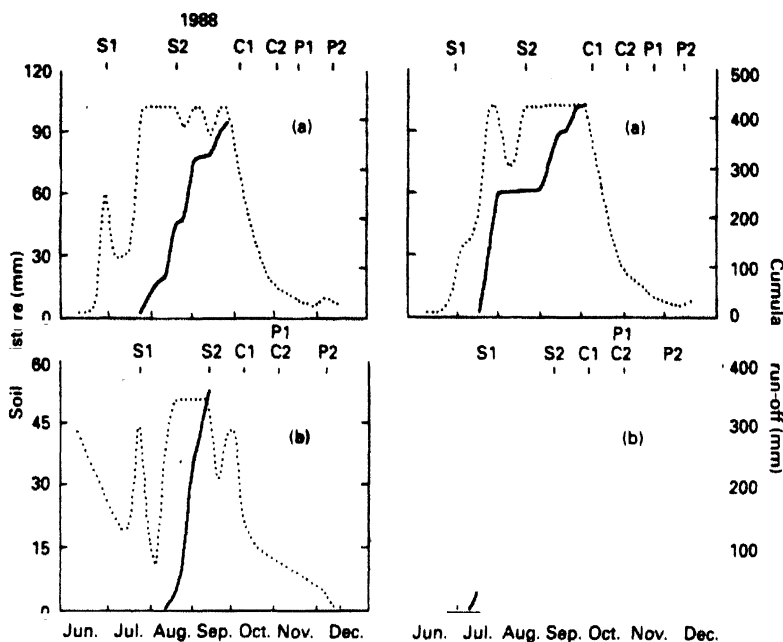 1988
S1 S2 C1 C2 P1 P2
S1 S2 C1 C2 P1 P2
120
90
60
30
0
(a)
(a)
500
400
300
200
100
0
Soil
ist re (mm)
Cumula
run-off (mm)
P1
S1 S2 C1 C2 P2
P1
S1 S2 C1 C2 P2
60
45
30
15
0
(b)
(b)
400
300
200
100
Jun. Jul. Aug. Sep. Oct. Nov. Dec.
Jun. Jul. Aug. Sep. Oct. Nov. Dec.